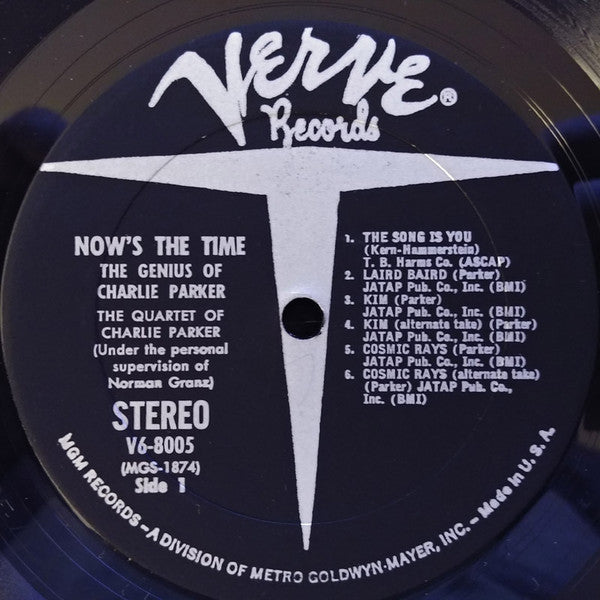 VERVE®
Records
NOW'S THE TIME
THE GENIUS OF
CHARLIE PARKER
THE QUARTET OF
CHARLIE PARKER
(Under the personal
supervision of
Norman Granz)
STEREO
V6-8005
(MGS-1874)
Side 1
1. THE SONG IS YOU
(Kern-Hammerstein)
T. B. Harms Co. (ASCAP)
2. LAIRD BAIRD (Parker)
JATAP Pub. Co., Inc. (BMI)
3. KIM (Parker)
JATAP Pub. Co., Inc. (BMI)
4. KIM (alternate take) (Parker)
JATAP Pub. Co., Inc. (BMI)
5. COSMIC RAYS (Parker)
JATAP Pub. Co., Inc. (BMI)
6. COSMIC RAYS (alternate take)
(Parker) JATAP Pub. Co.,
Inc. (BMI)
MGM RECORDS – A DIVISION OF METRO GOLDWYN-MAYER, INC. – Made in U. S. A.